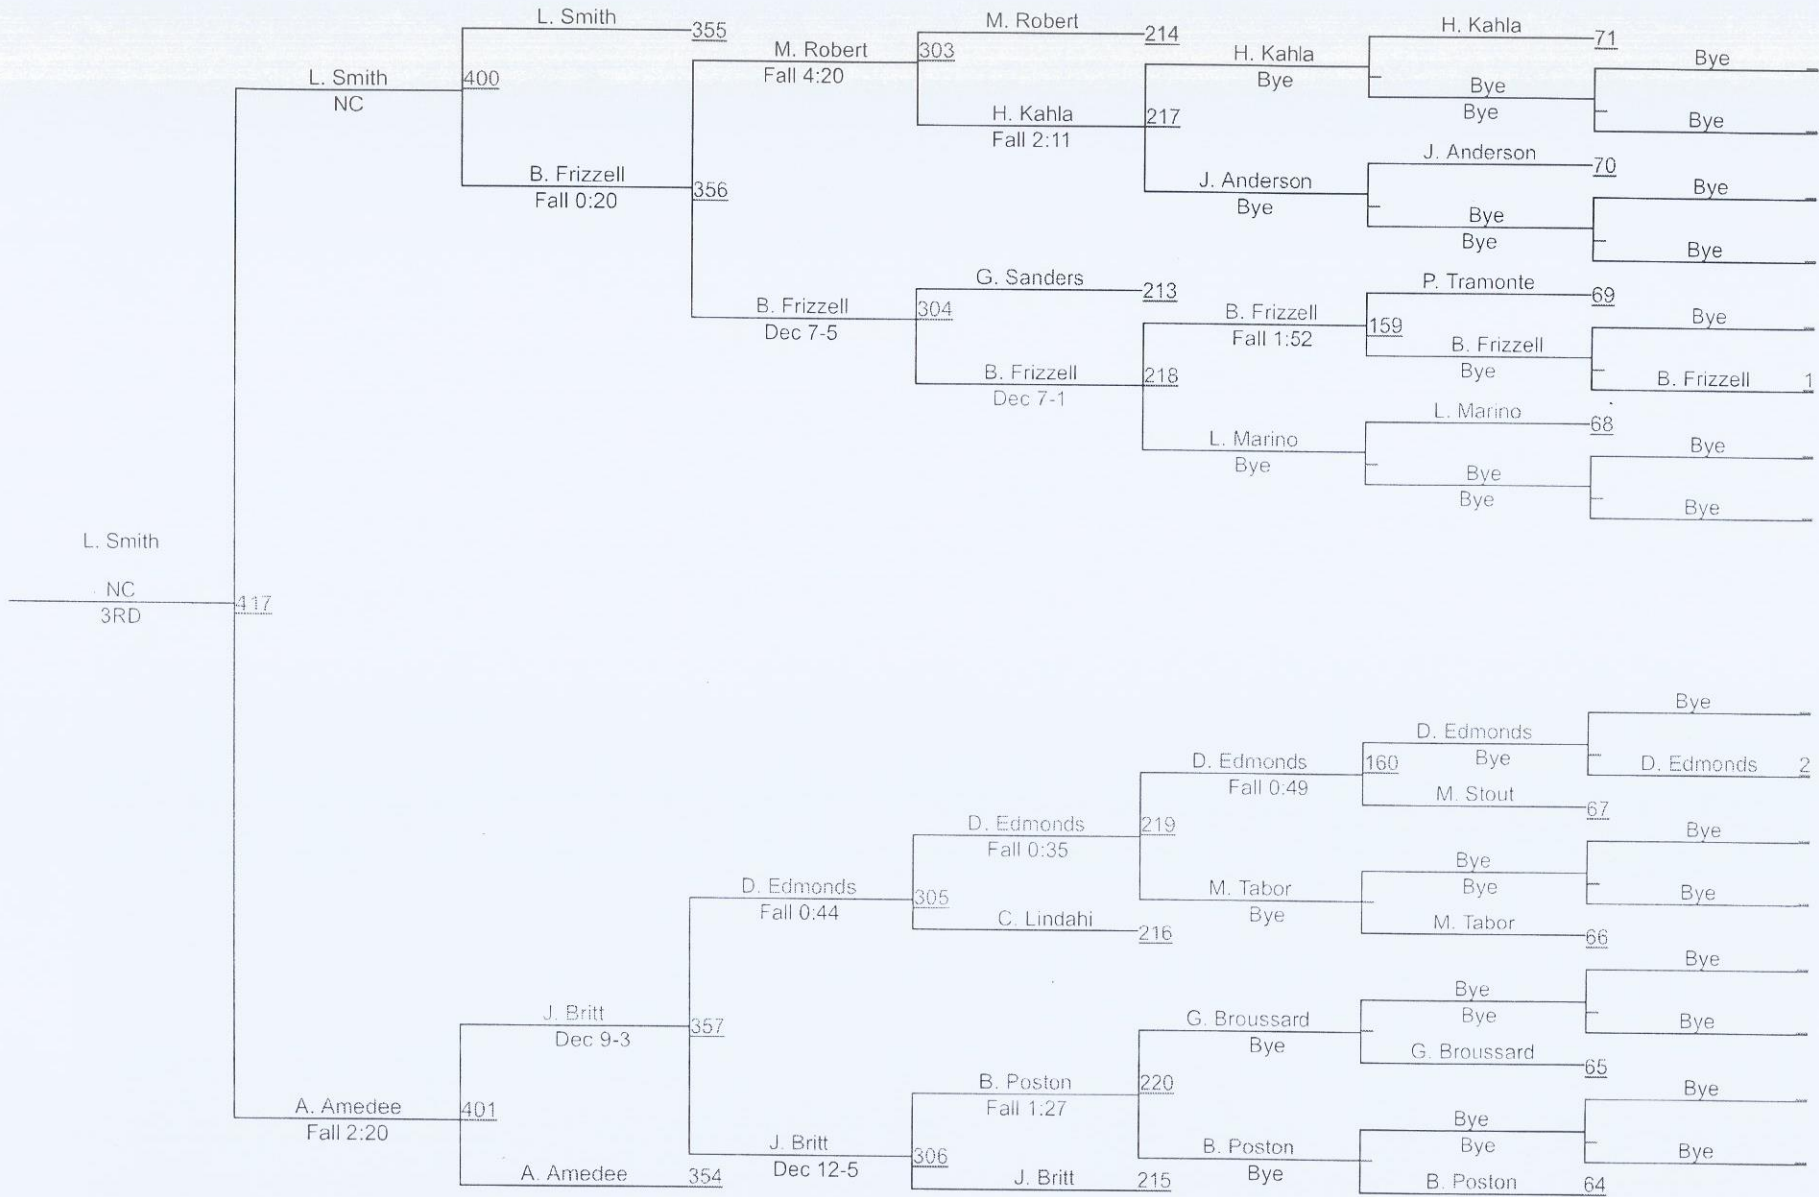 L. Smith
355
L. Smith
NC
400
B. Frizzell
Fall 0:20
356
M. Robert
Fall 4:20
303
M. Robert
214
H. Kahla
Fall 2:11
217
H. Kahla
Bye
H. Kahla
71
Bye
Bye
Bye
Bye
J. Anderson
Bye
J. Anderson
70
Bye
Bye
Bye
Bye
B. Frizzell
Dec 7-5
304
G. Sanders
213
B. Frizzell
Dec 7-1
218
B. Frizzell
Fall 1:52
159
P. Tramonte
69
B. Frizzell
Bye
Bye
B. Frizzell 1
L. Marino
Bye
L. Marino
68
Bye
Bye
Bye
Bye
L. Smith
NC
3RD
417
A. Amedee
Fall 2:20
401
J. Britt
Dec 9-3
357
A. Amedee
354
D. Edmonds
Fall 0:44
305
D. Edmonds
Fall 0:35
219
C. Lindahi
216
D. Edmonds
Fall 0:49
160
D. Edmonds
Bye
Bye
D. Edmonds 2
M. Stout
67
M. Tabor
Bye
Bye
Bye
Bye
Bye
M. Tabor
66
J. Britt
Dec 12-5
306
B. Poston
Fall 1:27
220
J. Britt
215
G. Broussard
Bye
Bye
Bye
Bye
Bye
G. Broussard
65
B. Poston
Bye
Bye
Bye
Bye
Bye
B. Poston
64